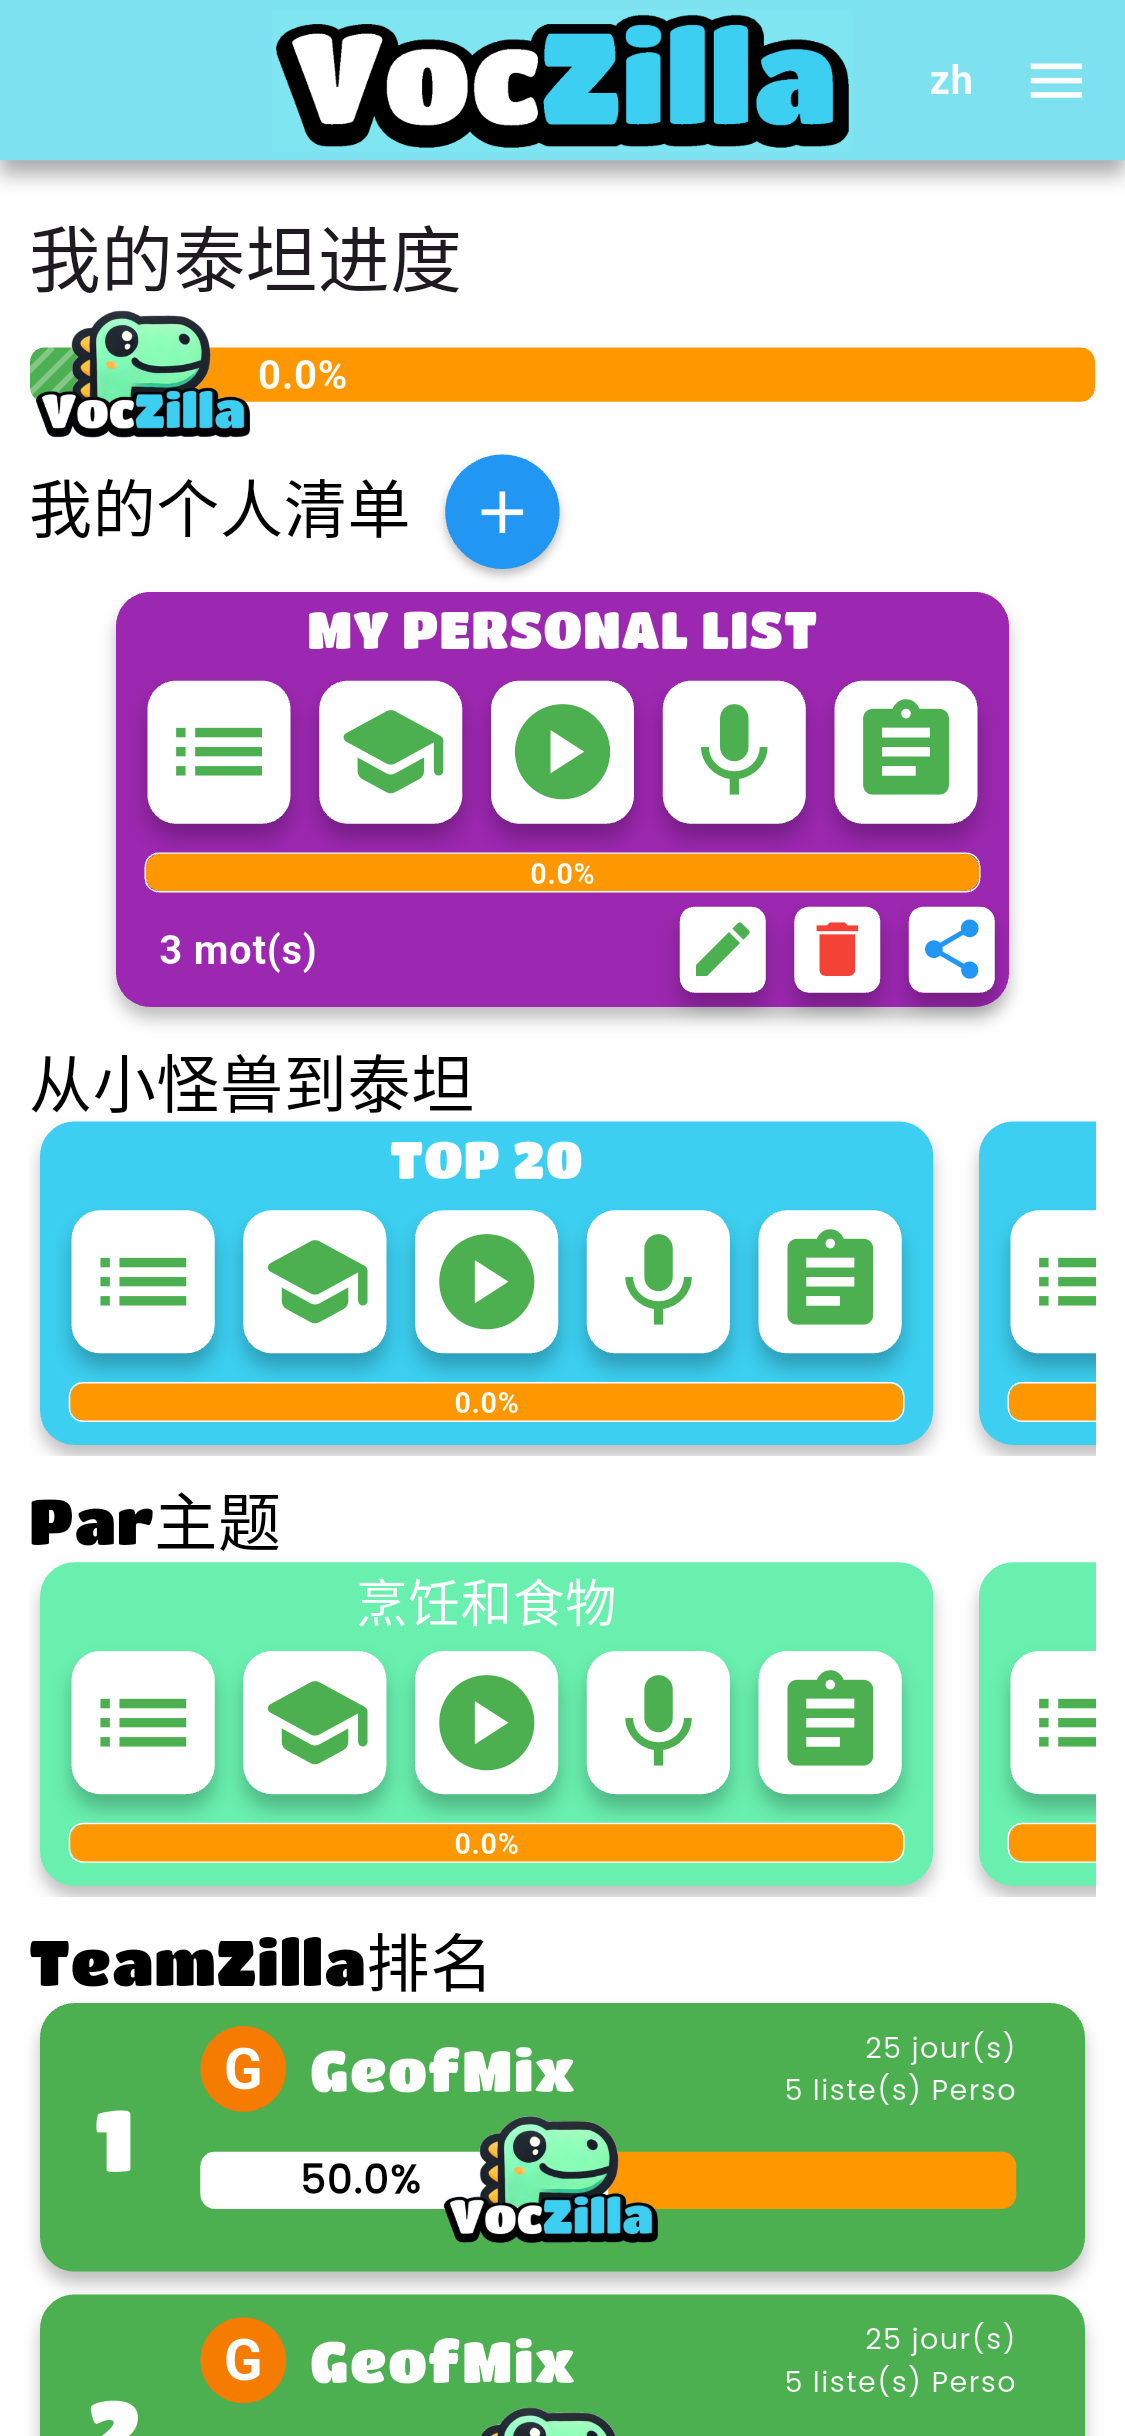 VocZilla
zh
我的泰坦进度
0.0%
VocZilla
我的个人清单
MY PERSONAL LIST
0.0%
3 mot(s)
从小怪兽到泰坦
TOP 20
0.0%
Par主题
烹饪和食物
0.0%
TeamZilla排名
1
G
GeofMix
25 jour(s)
5 liste(s) Perso
50.0%
VocZilla
2
G
GeofMix
25 jour(s)
5 liste(s) Perso